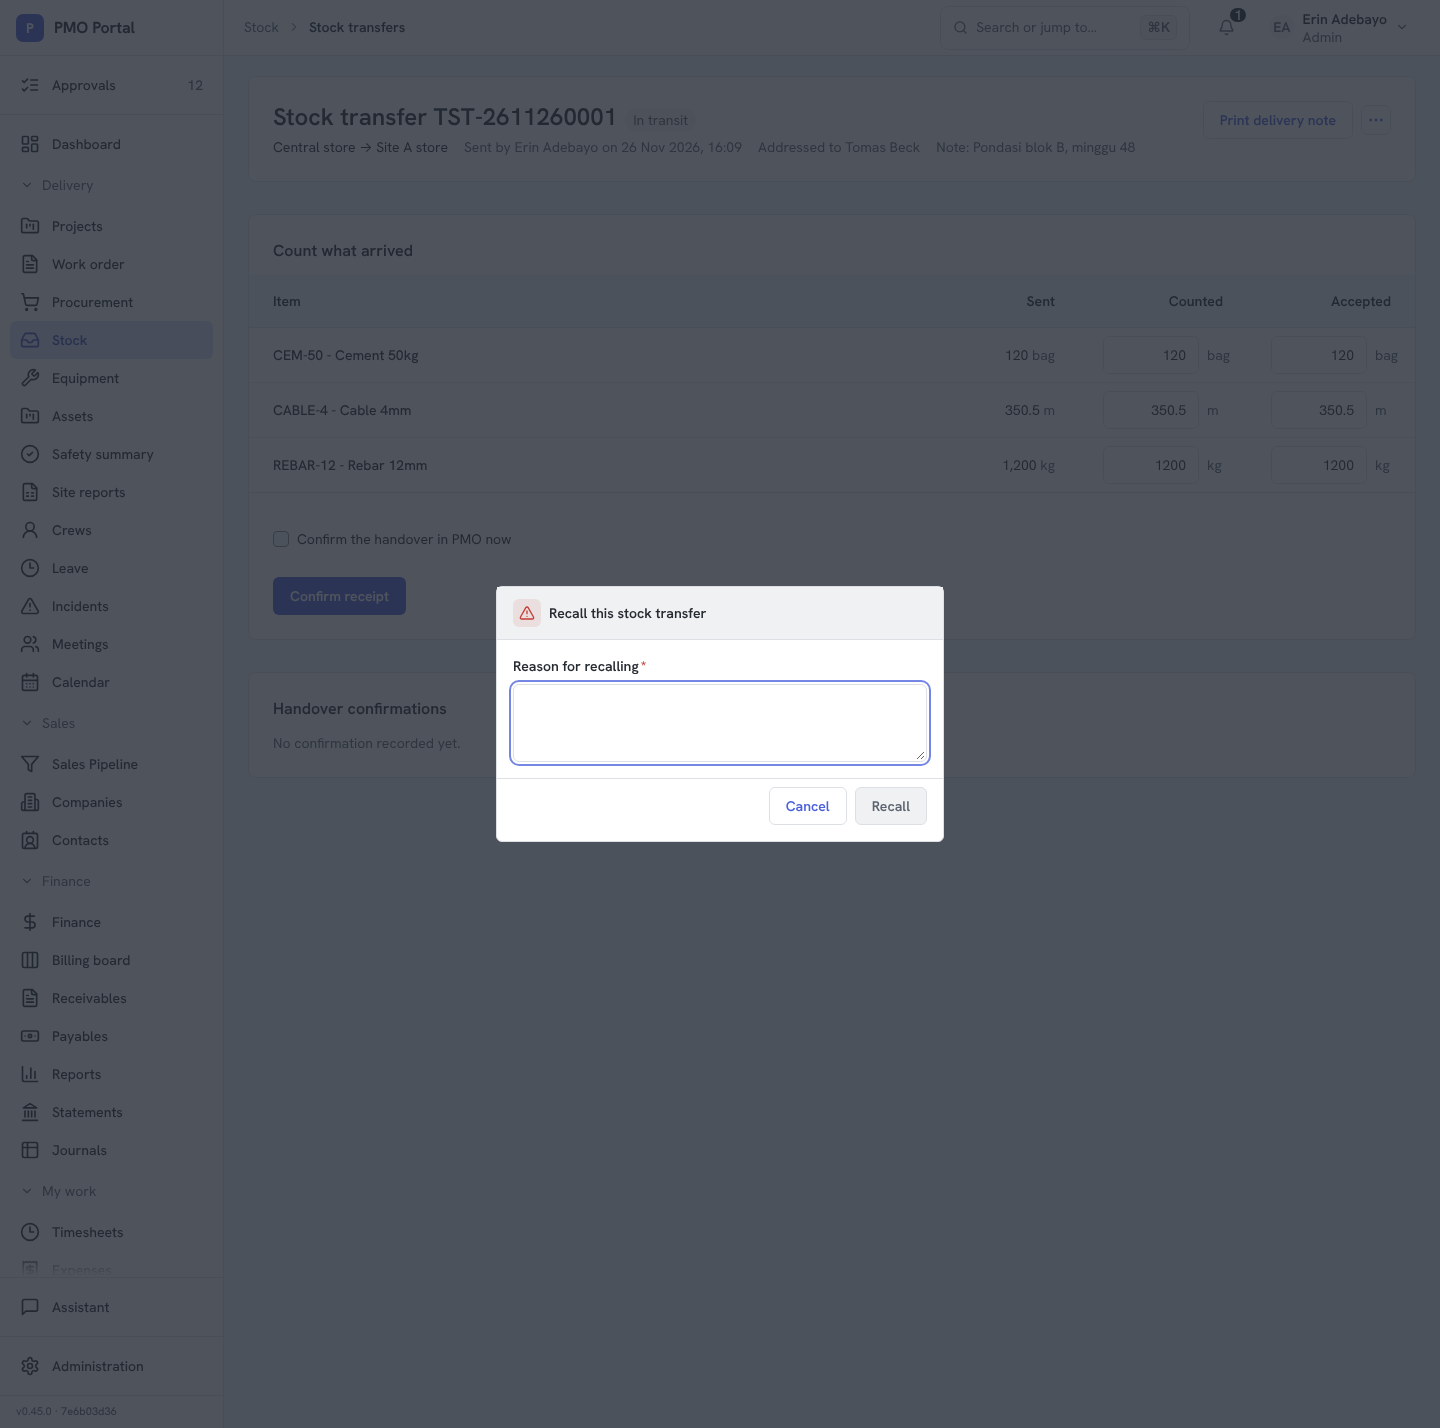 P PMO Portal
Stock > Stock transfers
Search or jump to... ⌘K
1
EA Erin Adebayo
Admin
Approvals 12
Dashboard
Delivery
Projects
Work order
Procurement
Stock
Equipment
Assets
Safety summary
Site reports
Crews
Leave
Incidents
Meetings
Calendar
Sales
Sales Pipeline
Companies
Contacts
Finance
Finance
Billing board
Receivables
Payables
Reports
Statements
Journals
My work
Timesheets
Expenses
Assistant
Administration
v0.45.0 · 7e6b03d36
Stock transfer TST-2611260001 In transit
Print delivery note
Central store → Site A store Sent by Erin Adebayo on 26 Nov 2026, 16:09 Addressed to Tomas Beck Note: Pondasi blok B, minggu 48
Count what arrived
Item Sent Counted Accepted
CEM-50 - Cement 50kg 120 bag 120 bag 120 bag
CABLE-4 - Cable 4mm 350.5 m 350.5 m 350.5 m
REBAR-12 - Rebar 12mm 1,200 kg 1200 kg 1200 kg
Confirm the handover in PMO now
Confirm receipt
Handover confirmations
No confirmation recorded yet.
Recall this stock transfer
Reason for recalling *
Cancel Recall